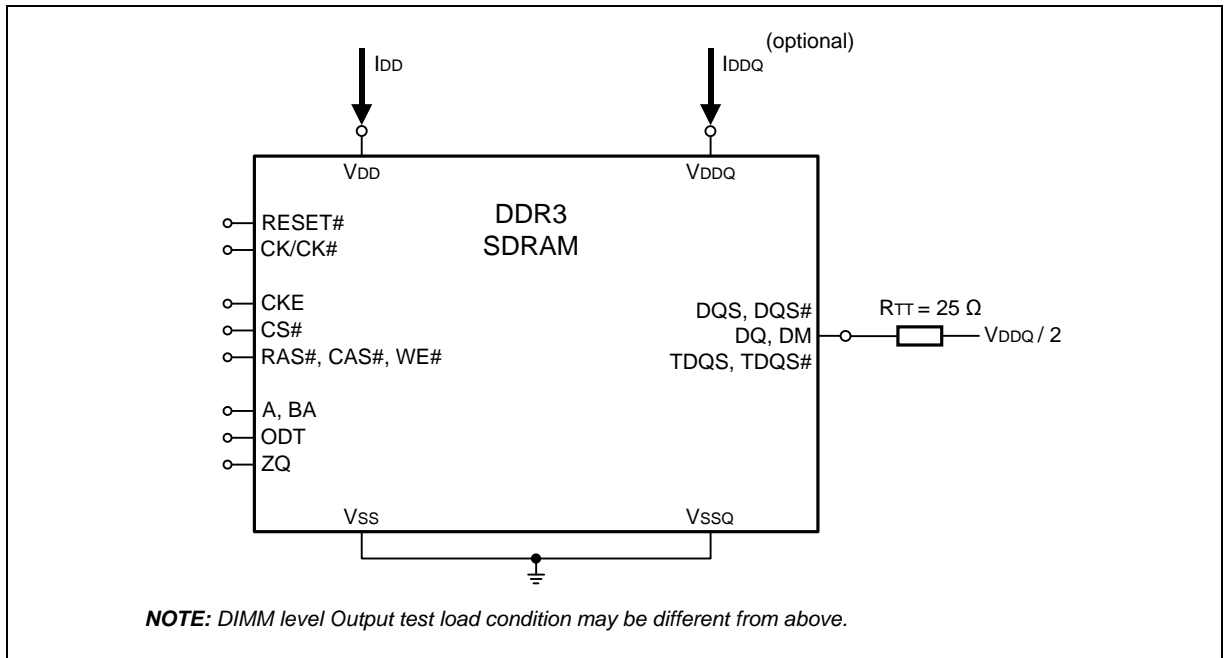 (optional)
IDD
IDDQ
VDD
VDDQ
DDR3
SDRAM
RESET#
CK/CK#
CKE
CS#
RAS#, CAS#, WE#
A, BA
ODT
ZQ
DQS, DQS#
DQ, DM
TDQS, TDQS#
RTT = 25 Ω
VDDQ / 2
VSS
VSSQ
NOTE: DIMM level Output test load condition may be different from above.